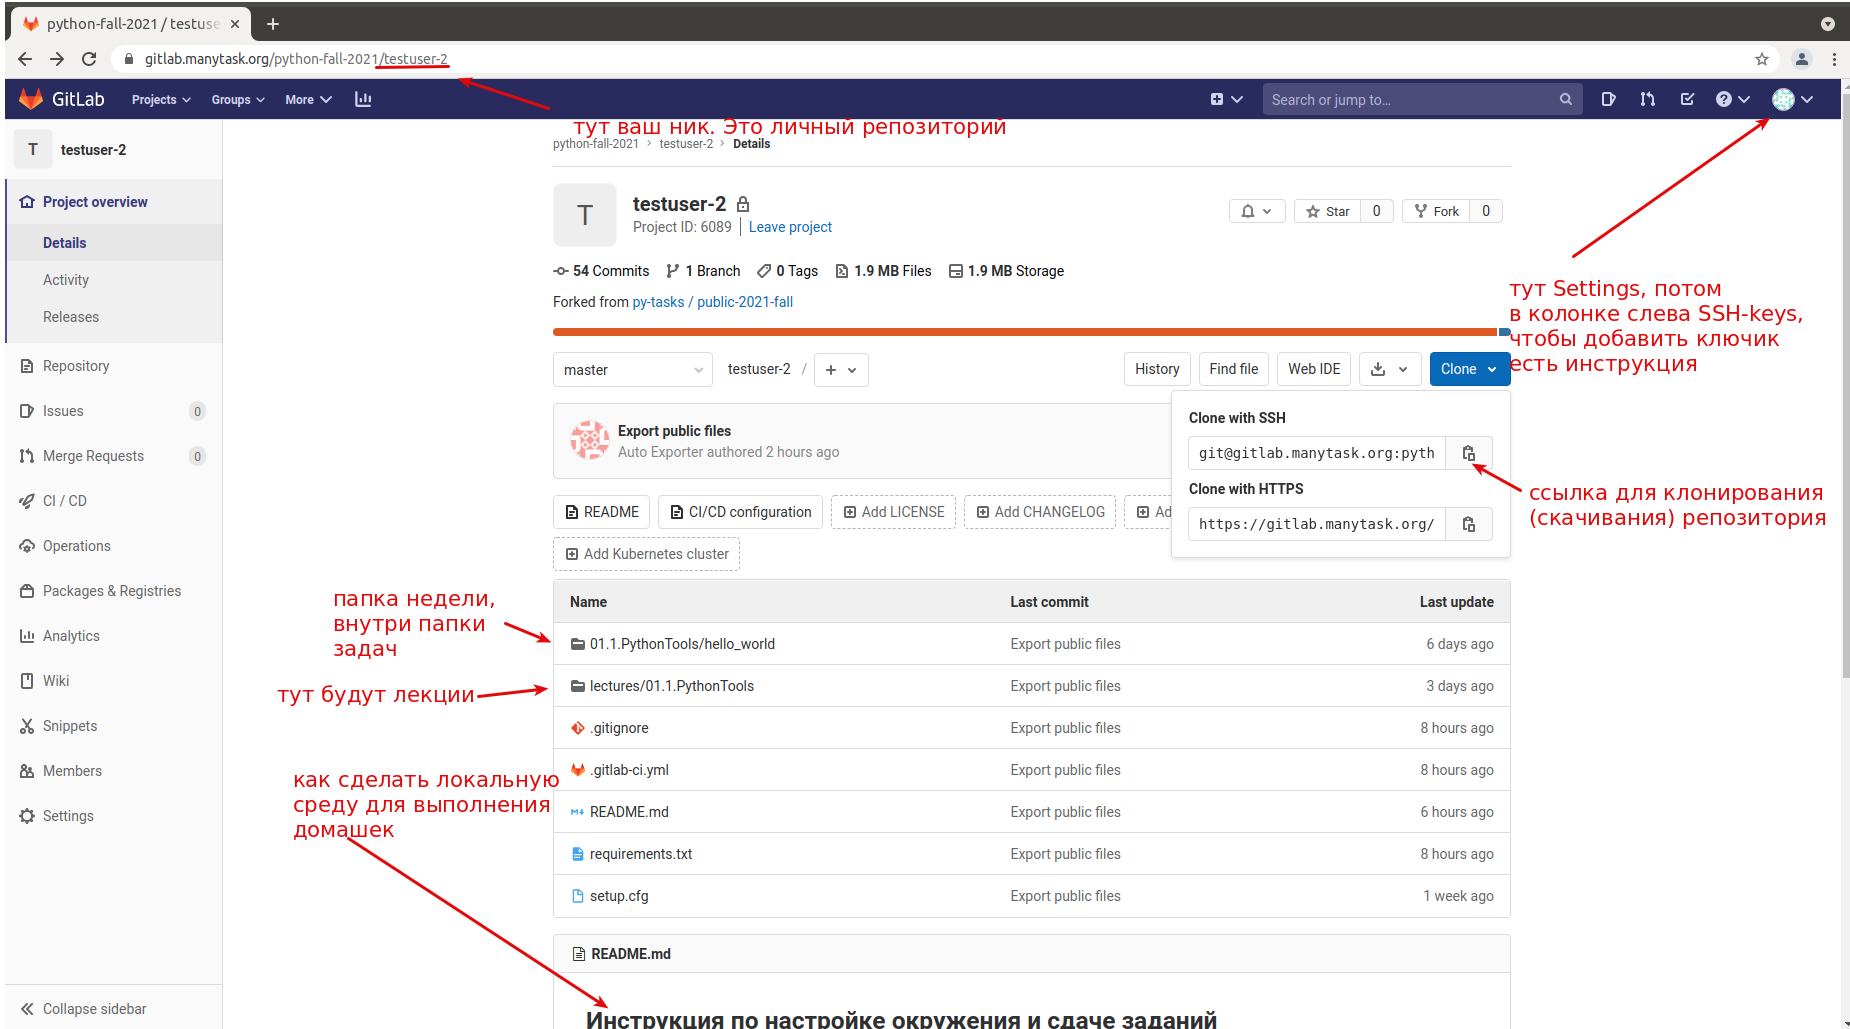 python-fall-2021 / testuse
gitlab.manytask.org/python-fall-2021/testuser-2
GitLab Projects Groups More Search or jump to...
тут ваш ник. Это личный репозиторий
python-fall-2021 > testuser-2 > Details
T testuser-2
Project overview
Details
Activity
Releases
Repository
Issues 0
Merge Requests 0
CI / CD
Operations
Packages & Registries
Analytics
Wiki
Snippets
Members
Settings
Collapse sidebar
T
testuser-2
Project ID: 6089 Leave project
Star 0 Fork 0
54 Commits 1 Branch 0 Tags 1.9 MB Files 1.9 MB Storage
Forked from py-tasks / public-2021-fall
тут Settings, потом
в колонке слева SSH-keys,
чтобы добавить ключик
есть инструкция
master testuser-2 / + History Find file Web IDE Clone
Export public files
Auto Exporter authored 2 hours ago
Clone with SSH
git@gitlab.manytask.org:pyth
Clone with HTTPS
https://gitlab.manytask.org/
ссылка для клонирования
(скачивания) репозитория
README CI/CD configuration Add LICENSE Add CHANGELOG Ad
Add Kubernetes cluster
папка недели,
внутри папки
задач
тут будут лекции
как сделать локальную
среду для выполнения
домашек
Name Last commit Last update
01.1.PythonTools/hello_world Export public files 6 days ago
lectures/01.1.PythonTools Export public files 3 days ago
.gitignore Export public files 8 hours ago
.gitlab-ci.yml Export public files 8 hours ago
README.md Export public files 6 hours ago
requirements.txt Export public files 8 hours ago
setup.cfg Export public files 1 week ago
README.md
Инструкция по настройке окружения и сдаче заданий